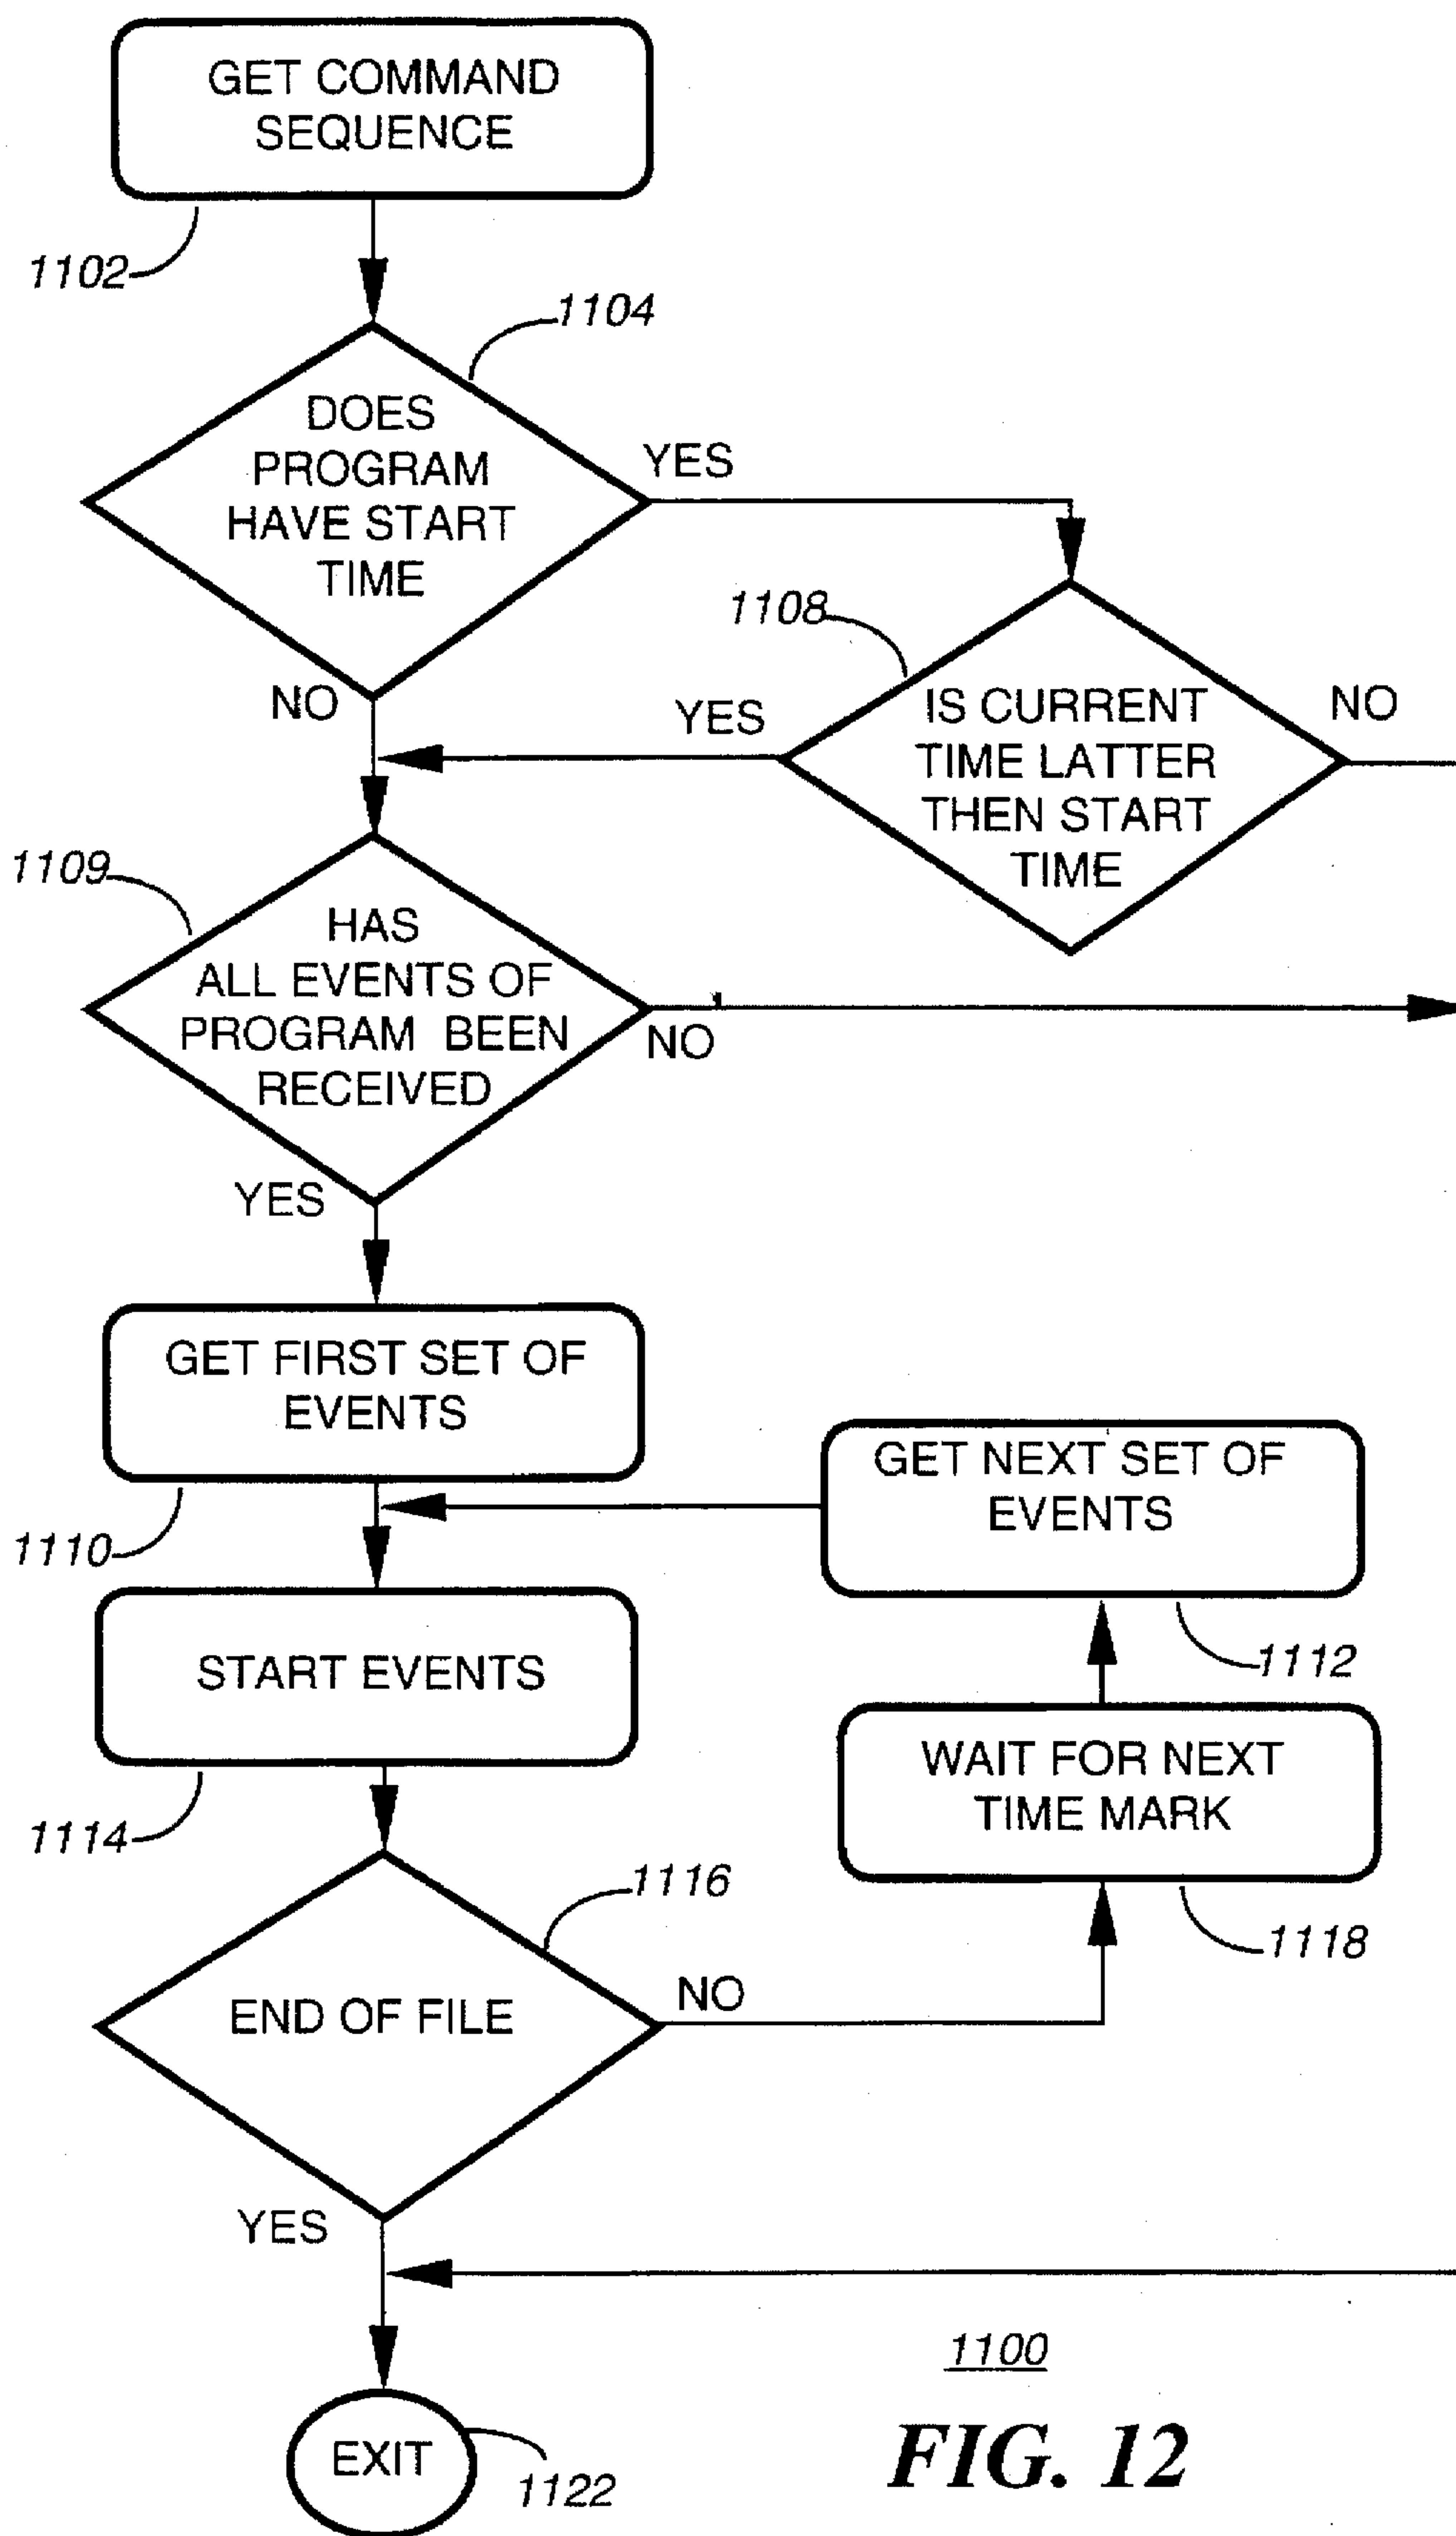 GET COMMAND
SEQUENCE
1102
1104
DOES
PROGRAM
HAVE START
TIME
YES
NO
1108
IS CURRENT
TIME LATTER
THEN START
TIME
YES
NO
1109
HAS
ALL EVENTS OF
PROGRAM BEEN
RECEIVED
NO
YES
GET FIRST SET OF
EVENTS
1110
GET NEXT SET OF
EVENTS
1112
START EVENTS
1114
WAIT FOR NEXT
TIME MARK
1118
1116
END OF FILE
NO
YES
EXIT
1122
1100
FIG. 12